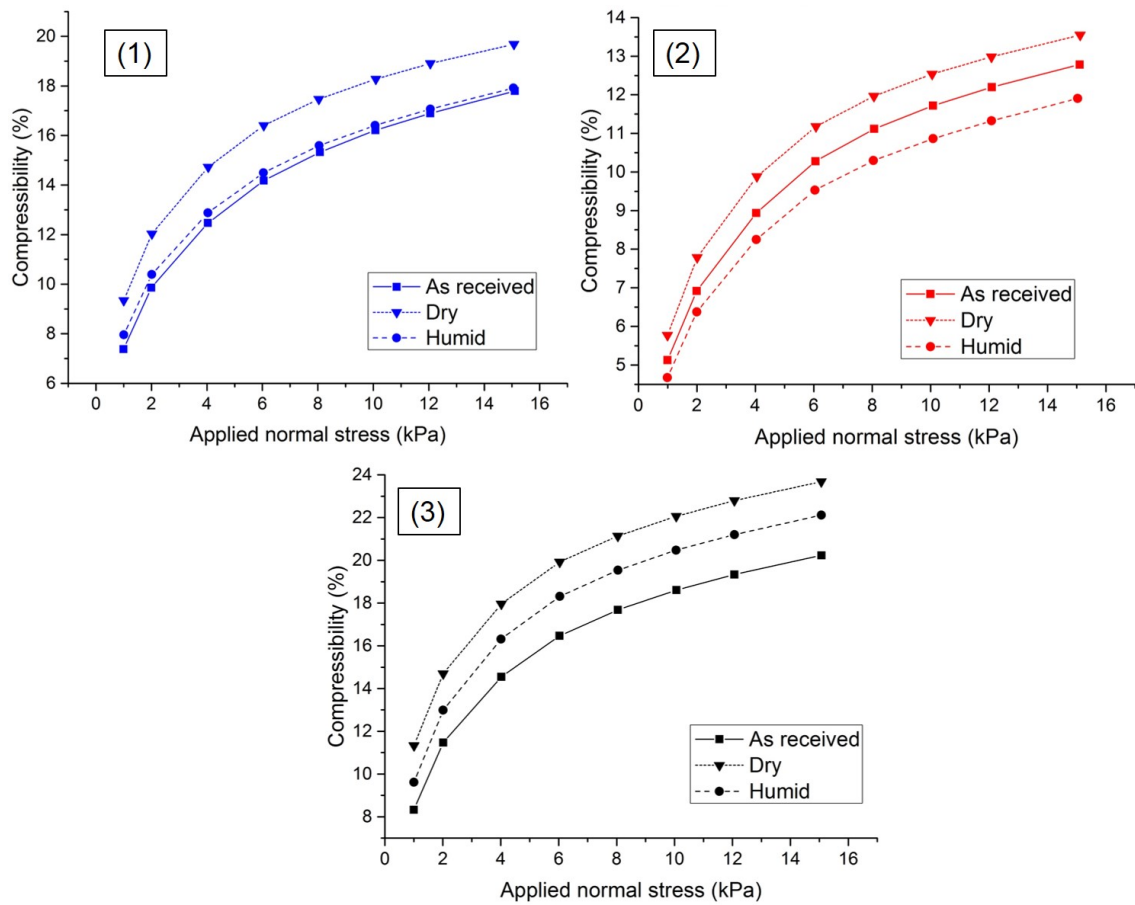 (1)
Compressibility (%)
20
18
16
14
12
10
8
6
As received
Dry
Humid
0 2 4 6 8 10 12 14 16
Applied normal stress (kPa)
(2)
Compressibility (%)
14
13
12
11
10
9
8
7
6
5
As received
Dry
Humid
0 2 4 6 8 10 12 14 16
Applied normal stress (kPa)
(3)
Compressibility (%)
24
22
20
18
16
14
12
10
8
As received
Dry
Humid
0 2 4 6 8 10 12 14 16
Applied normal stress (kPa)